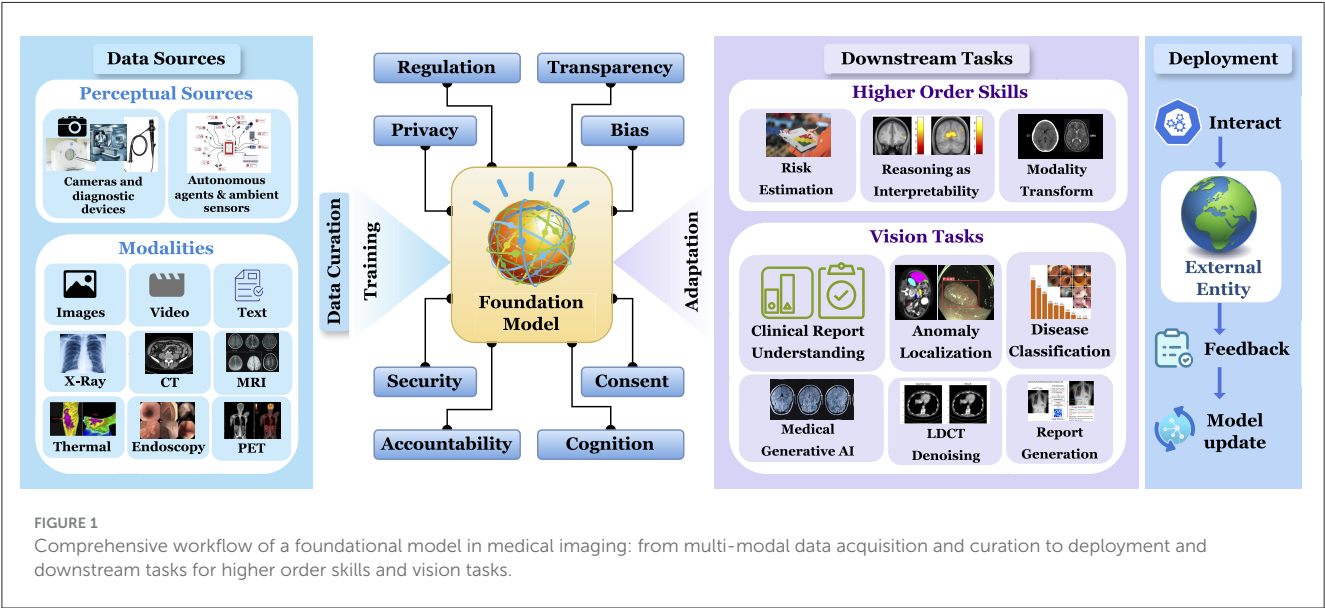 Data Sources
Perceptual Sources
Cameras and
diagnostic
devices
Autonomous
agents & ambient
sensors
Modalities
Images
Video
Text
X-Ray
CT
MRI
Thermal
Endoscopy
PET
Data Curation
Training
Regulation
Transparency
Privacy
Bias
Foundation
Model
Security
Consent
Accountability
Cognition
Adaptation
Downstream Tasks
Higher Order Skills
Risk
Estimation
Reasoning as
Interpretability
Modality
Transform
Vision Tasks
Clinical Report
Understanding
Anomaly
Localization
Disease
Classification
Medical
Generative AI
LDCT
Denoising
Report
Generation
Deployment
Interact
External
Entity
Feedback
Model
update
FIGURE 1
Comprehensive workflow of a foundational model in medical imaging: from multi-modal data acquisition and curation to deployment and
downstream tasks for higher order skills and vision tasks.